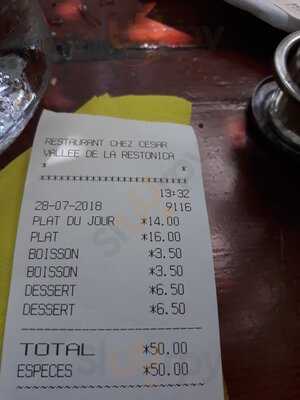 RESTAURANT CHEZ CESAR
VALLEE DE LA RESTONICA
* *
******************************
13:32
28-07-2018 9116
PLAT DU JOUR *14.00
PLAT *16.00
BOISSON *3.50
BOISSON *3.50
DESSERT *6.50
DESSERT *6.50
TOTAL *50.00
ESPECES *50.00